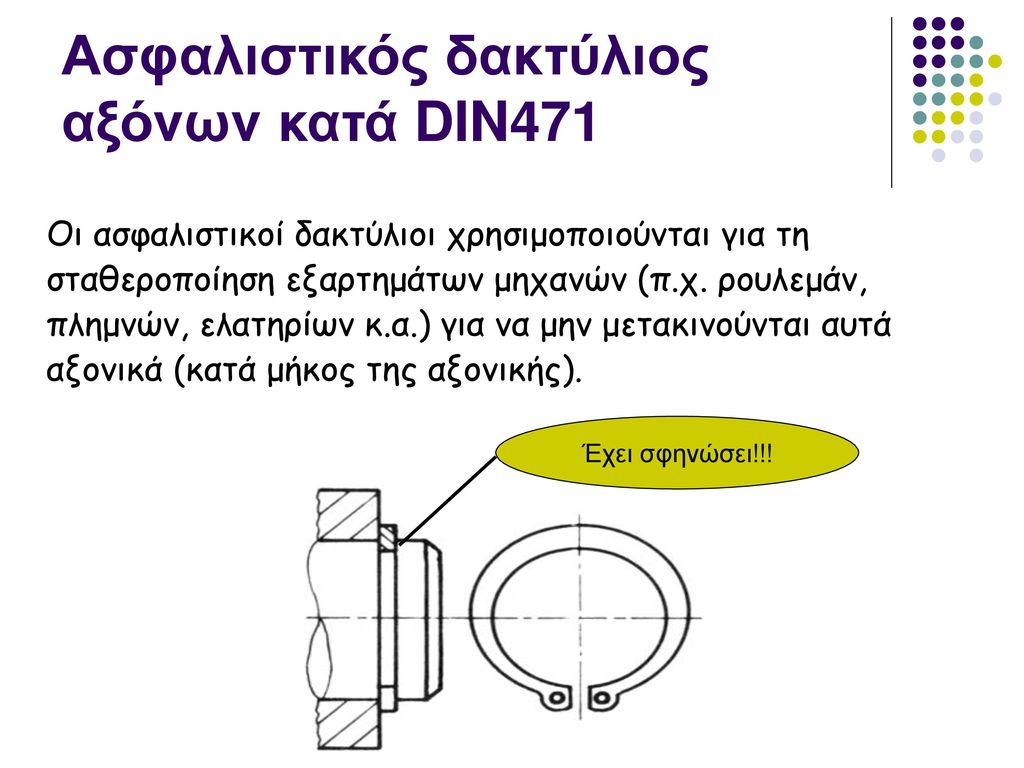 Ασφαλιστικός δακτύλιος
αξόνων κατά DIN471
Οι ασφαλιστικοί δακτύλιοι χρησιμοποιούνται για τη
σταθεροποίηση εξαρτημάτων μηχανών (π.χ. ρουλεμάν,
πλημνών, ελατηρίων κ.α.) για να μην μετακινούνται αυτά
αξονικά (κατά μήκος της αξονικής).
Έχει σφηνώσει!!!